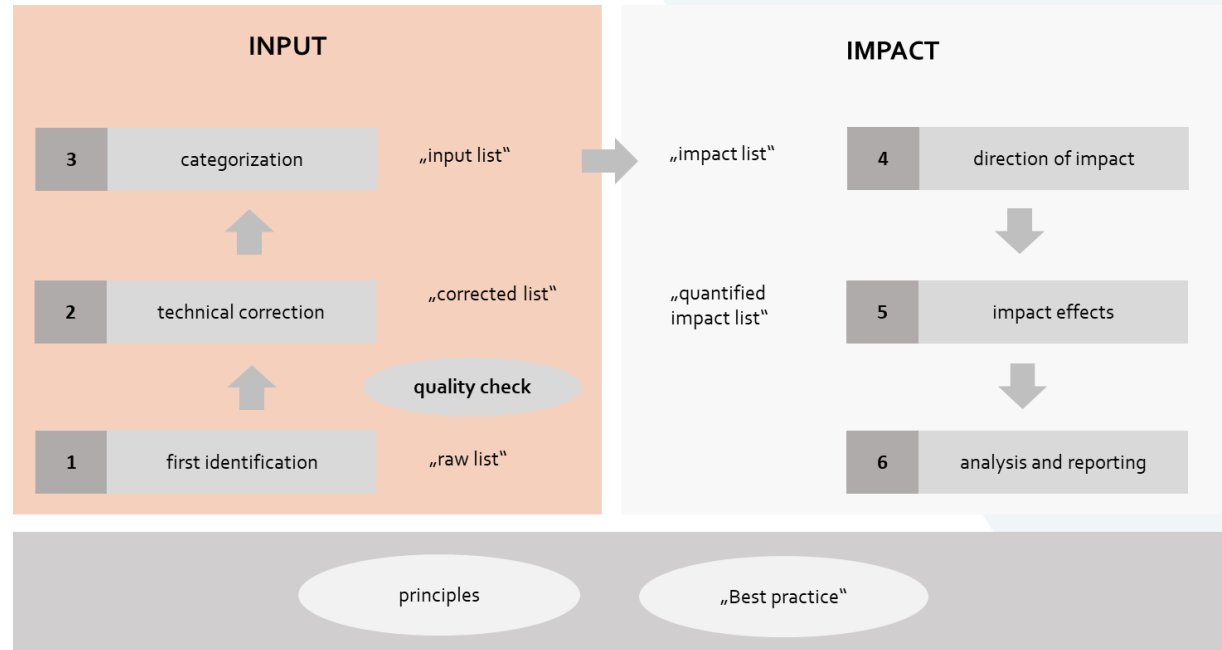 INPUT
3
categorization
„input list“
2
technical correction
„corrected list“
quality check
1
first identification
„raw list“
IMPACT
„impact list“
4
direction of impact
„quantified
impact list“
5
impact effects
6
analysis and reporting
principles
„Best practice“